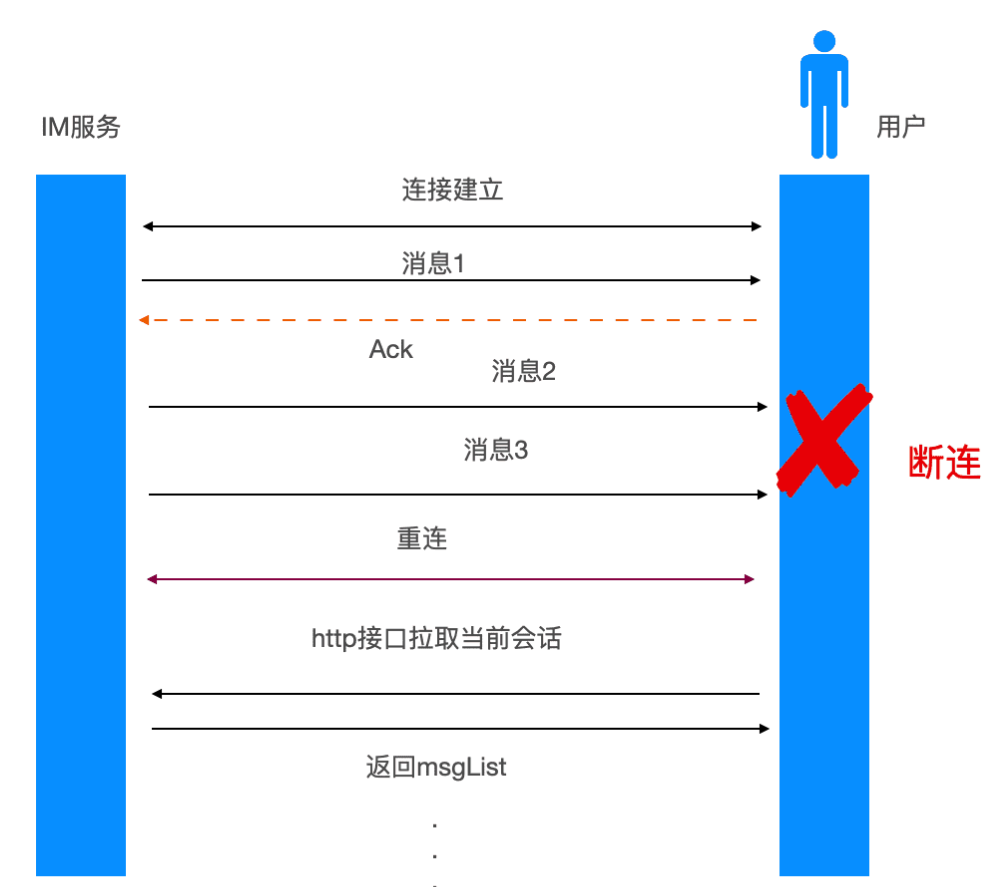 IM服务
用户
连接建立
消息1
Ack
消息2
消息3
断连
重连
http接口拉取当前会话
返回msgList
.
.
.